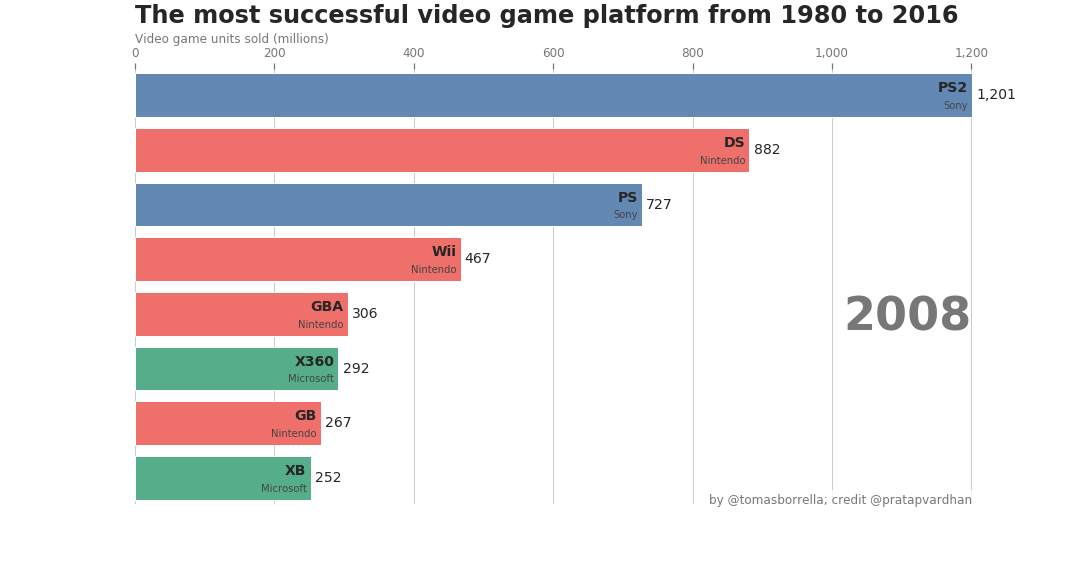 The most successful video game platform from 1980 to 2016
Video game units sold (millions)
0 200 400 600 800 1,000 1,200
PS2
Sony
1,201
DS
Nintendo
882
PS
Sony
727
Wii
Nintendo
467
GBA
Nintendo
306
2008
X360
Microsoft
292
GB
Nintendo
267
XB
Microsoft
252
by @tomasborrella; credit @pratapvardhan